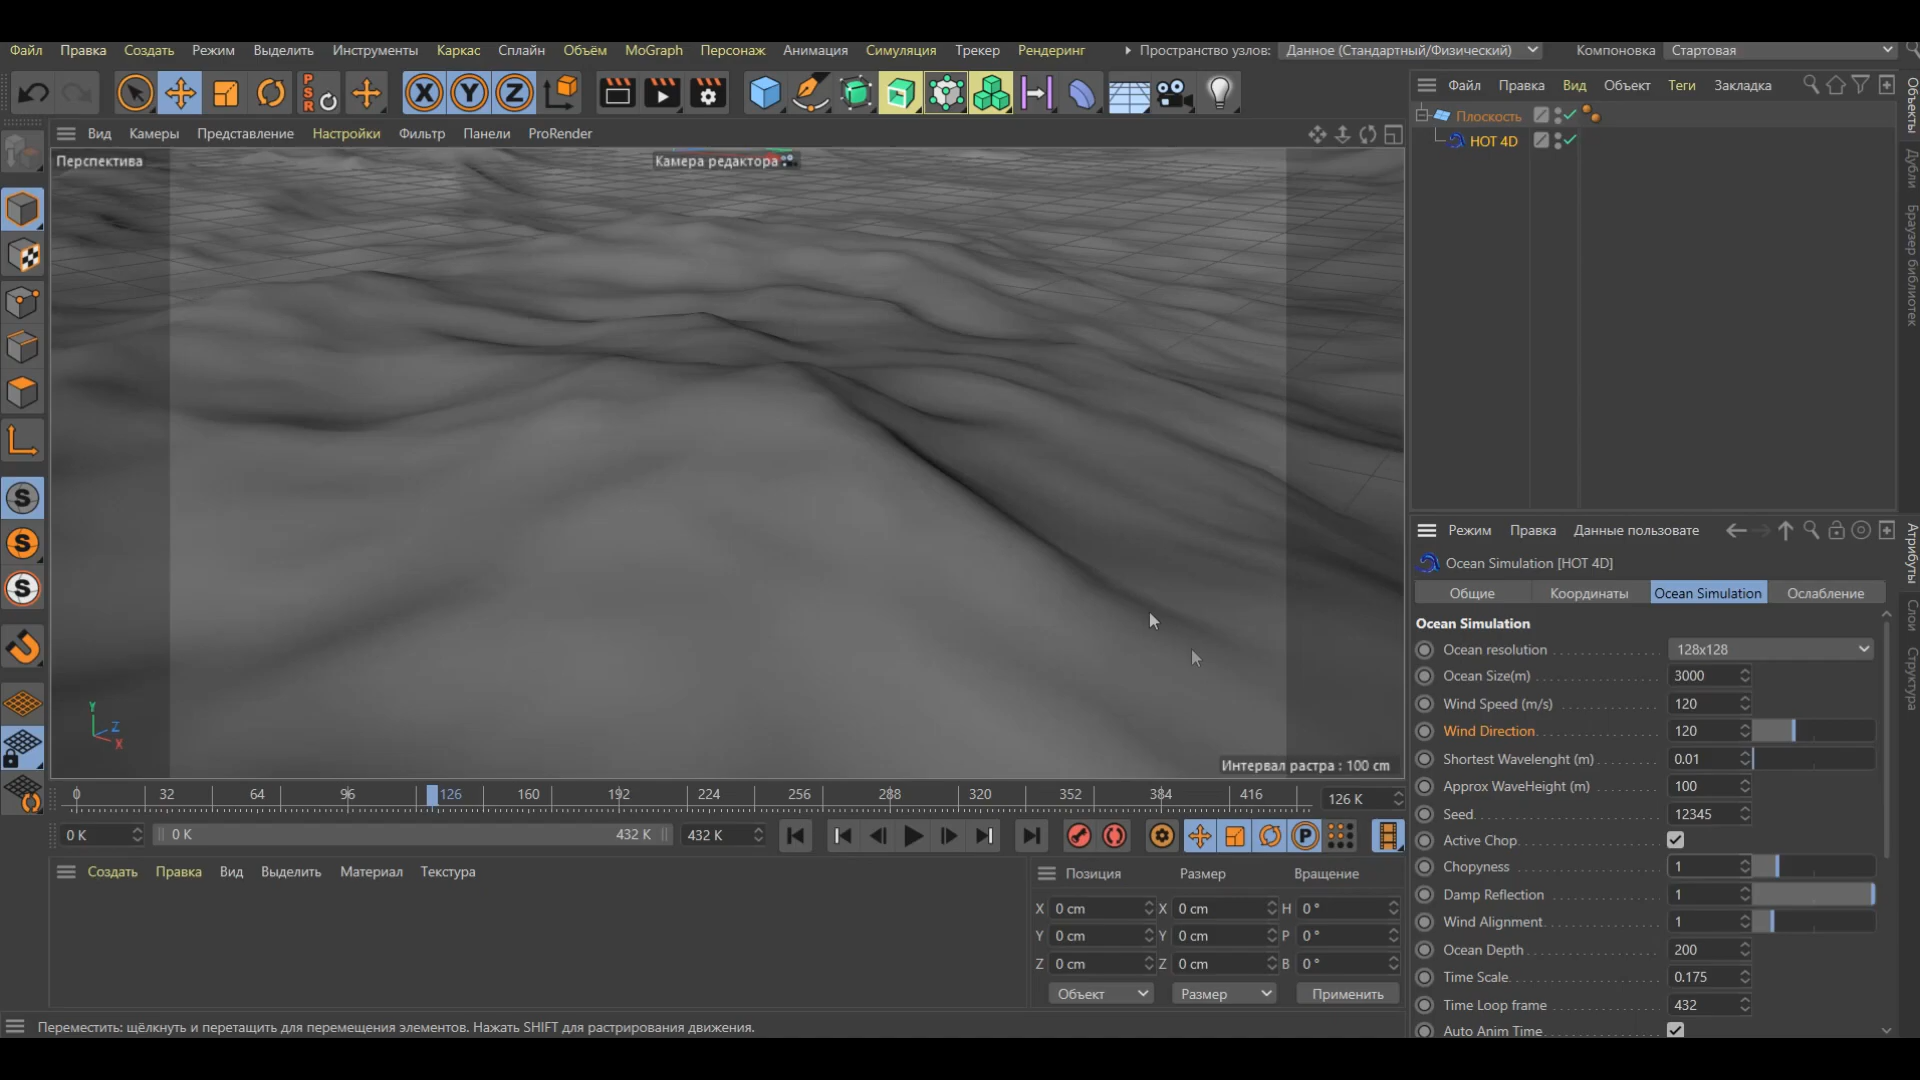 Файл Правка Создать Режим Выделить Инструменты Каркас Сплайн Объём MoGraph Персонаж Анимация Симуляция Трекер Рендеринг Пространство узлов: Данное (Стандартный/Физический) Компоновка Стартовая
PSR X Y Z
Файл Правка Вид Объект Теги Закладка
Вид Камеры Представление Настройки Фильтр Панели ProRender
Перспектива
Камера редактора
Плоскость
HOT 4D
Объекты
Дубли
Браузер библиотек
Интервал растра : 100 cm
Y Z X
Режим Правка Данные пользовате
Ocean Simulation [HOT 4D]
Общие Координаты Ocean Simulation Ослабление
Ocean Simulation
Ocean resolution 128x128
Ocean Size(m) 3000
Wind Speed (m/s) 120
Wind Direction 120
Shortest Wavelenght (m) 0.01
Approx WaveHeight (m) 100
Seed 12345
Active Chop
Chopyness 1
Damp Reflection 1
Wind Alignment 1
Ocean Depth 200
Time Scale 0.175
Time Loop frame 432
Auto Anim Time
Атрибуты
Слои
Структура
0 32 64 96 126 160 192 224 256 288 320 352 384 416 126 K
0 K 0 K 432 K 432 K
P
Создать Правка Вид Выделить Материал Текстура
Позиция Размер Вращение
X 0 cm X 0 cm H 0 °
Y 0 cm Y 0 cm P 0 °
Z 0 cm Z 0 cm B 0 °
Объект Размер Применить
Переместить: щёлкнуть и перетащить для перемещения элементов. Нажать SHIFT для растрирования движения.